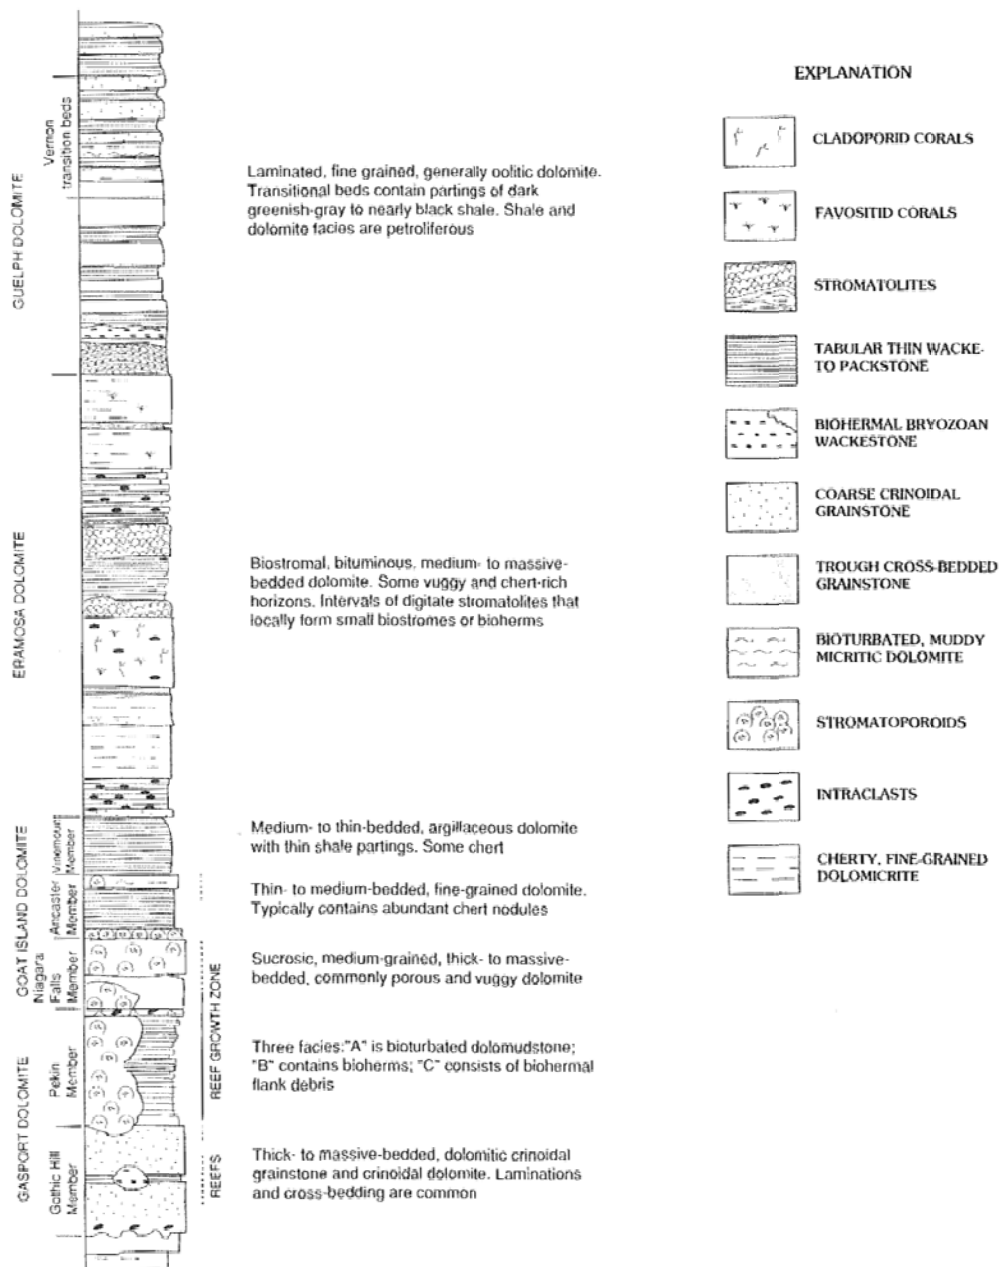 GUELPH DOLOMITE
Vernon
transition beds
Laminated, fine grained, generally oolitic dolomite.
Transitional beds contain partings of dark
greenish-gray to nearly black shale. Shale and
dolomite facies are petroliferous
ERAMOSA DOLOMITE
Biostromal, bituminous, medium- to massive-
bedded dolomite. Some vuggy and chert-rich
horizons. Intervals of digitate stromatolites that
locally form small biostromes or bioherms
GOAT ISLAND DOLOMITE
Vinemount
Member
Medium- to thin-bedded, argillaceous dolomite
with thin shale partings. Some chert
Ancaster
Member
Thin- to medium-bedded, fine-grained dolomite.
Typically contains abundant chert nodules
Niagara
Falls
Member
Sucrosic, medium-grained, thick- to massive-
bedded, commonly porous and vuggy dolomite
GASPORT DOLOMITE
Pekin
Member
Three facies:"A" is bioturbated dolomudstone;
"B" contains bioherms; "C" consists of biohermal
flank debris
Gothic Hill
Member
Thick- to massive-bedded, dolomitic crinoidal
grainstone and crinoidal dolomite. Laminations
and cross-bedding are common
REEF GROWTH ZONE
REEFS
EXPLANATION
CLADOPORID CORALS
FAVOSITID CORALS
STROMATOLITES
TABULAR THIN WACKE-
TO PACKSTONE
BIOHERMAL BRYOZOAN
WACKESTONE
COARSE CRINOIDAL
GRAINSTONE
TROUGH CROSS-BEDDED
GRAINSTONE
BIOTURBATED, MUDDY
MICRITIC DOLOMITE
STROMATOPOROIDS
INTRACLASTS
CHERTY, FINE-GRAINED
DOLOMICRITE